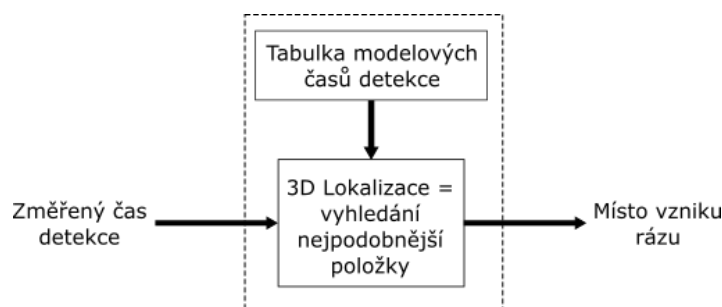 Tabulka modelových
časů detekce
Změřený čas
detekce
3D Lokalizace =
vyhledání
nejpodobnější
položky
Místo vzniku
rázu